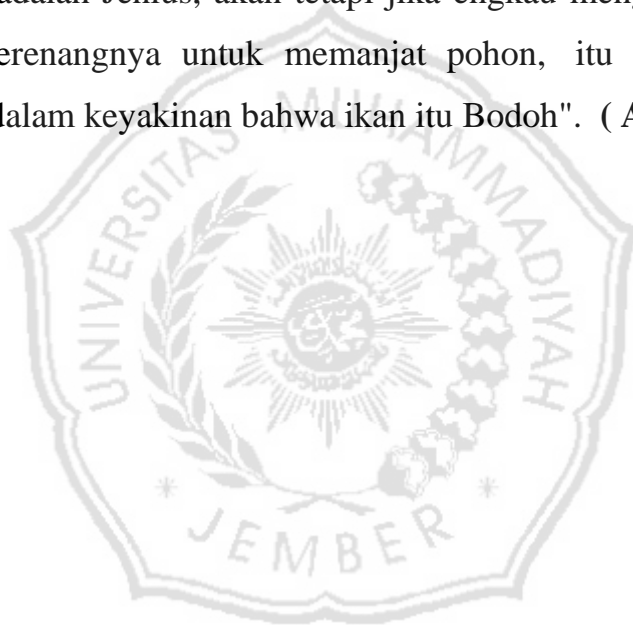 adalah Jenius, akan tetapi jika engkau meng
erenangnya untuk memanjat pohon, itu
dalam keyakinan bahwa ikan itu Bodoh". ( A
UNIVERSITAS MUHAMMADIYAH
* JEMBER *